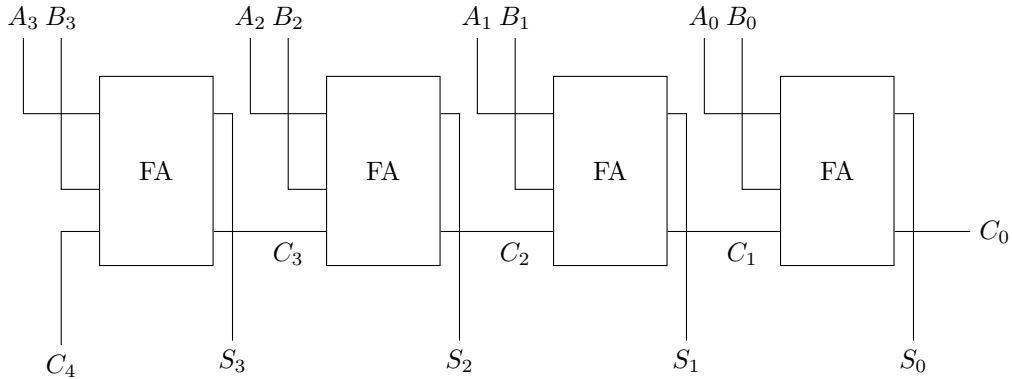 A₃ B₃ A₂ B₂ A₁ B₁ A₀ B₀
FA FA FA FA
C₃ C₂ C₁ C₀
C₄ S₃ S₂ S₁ S₀